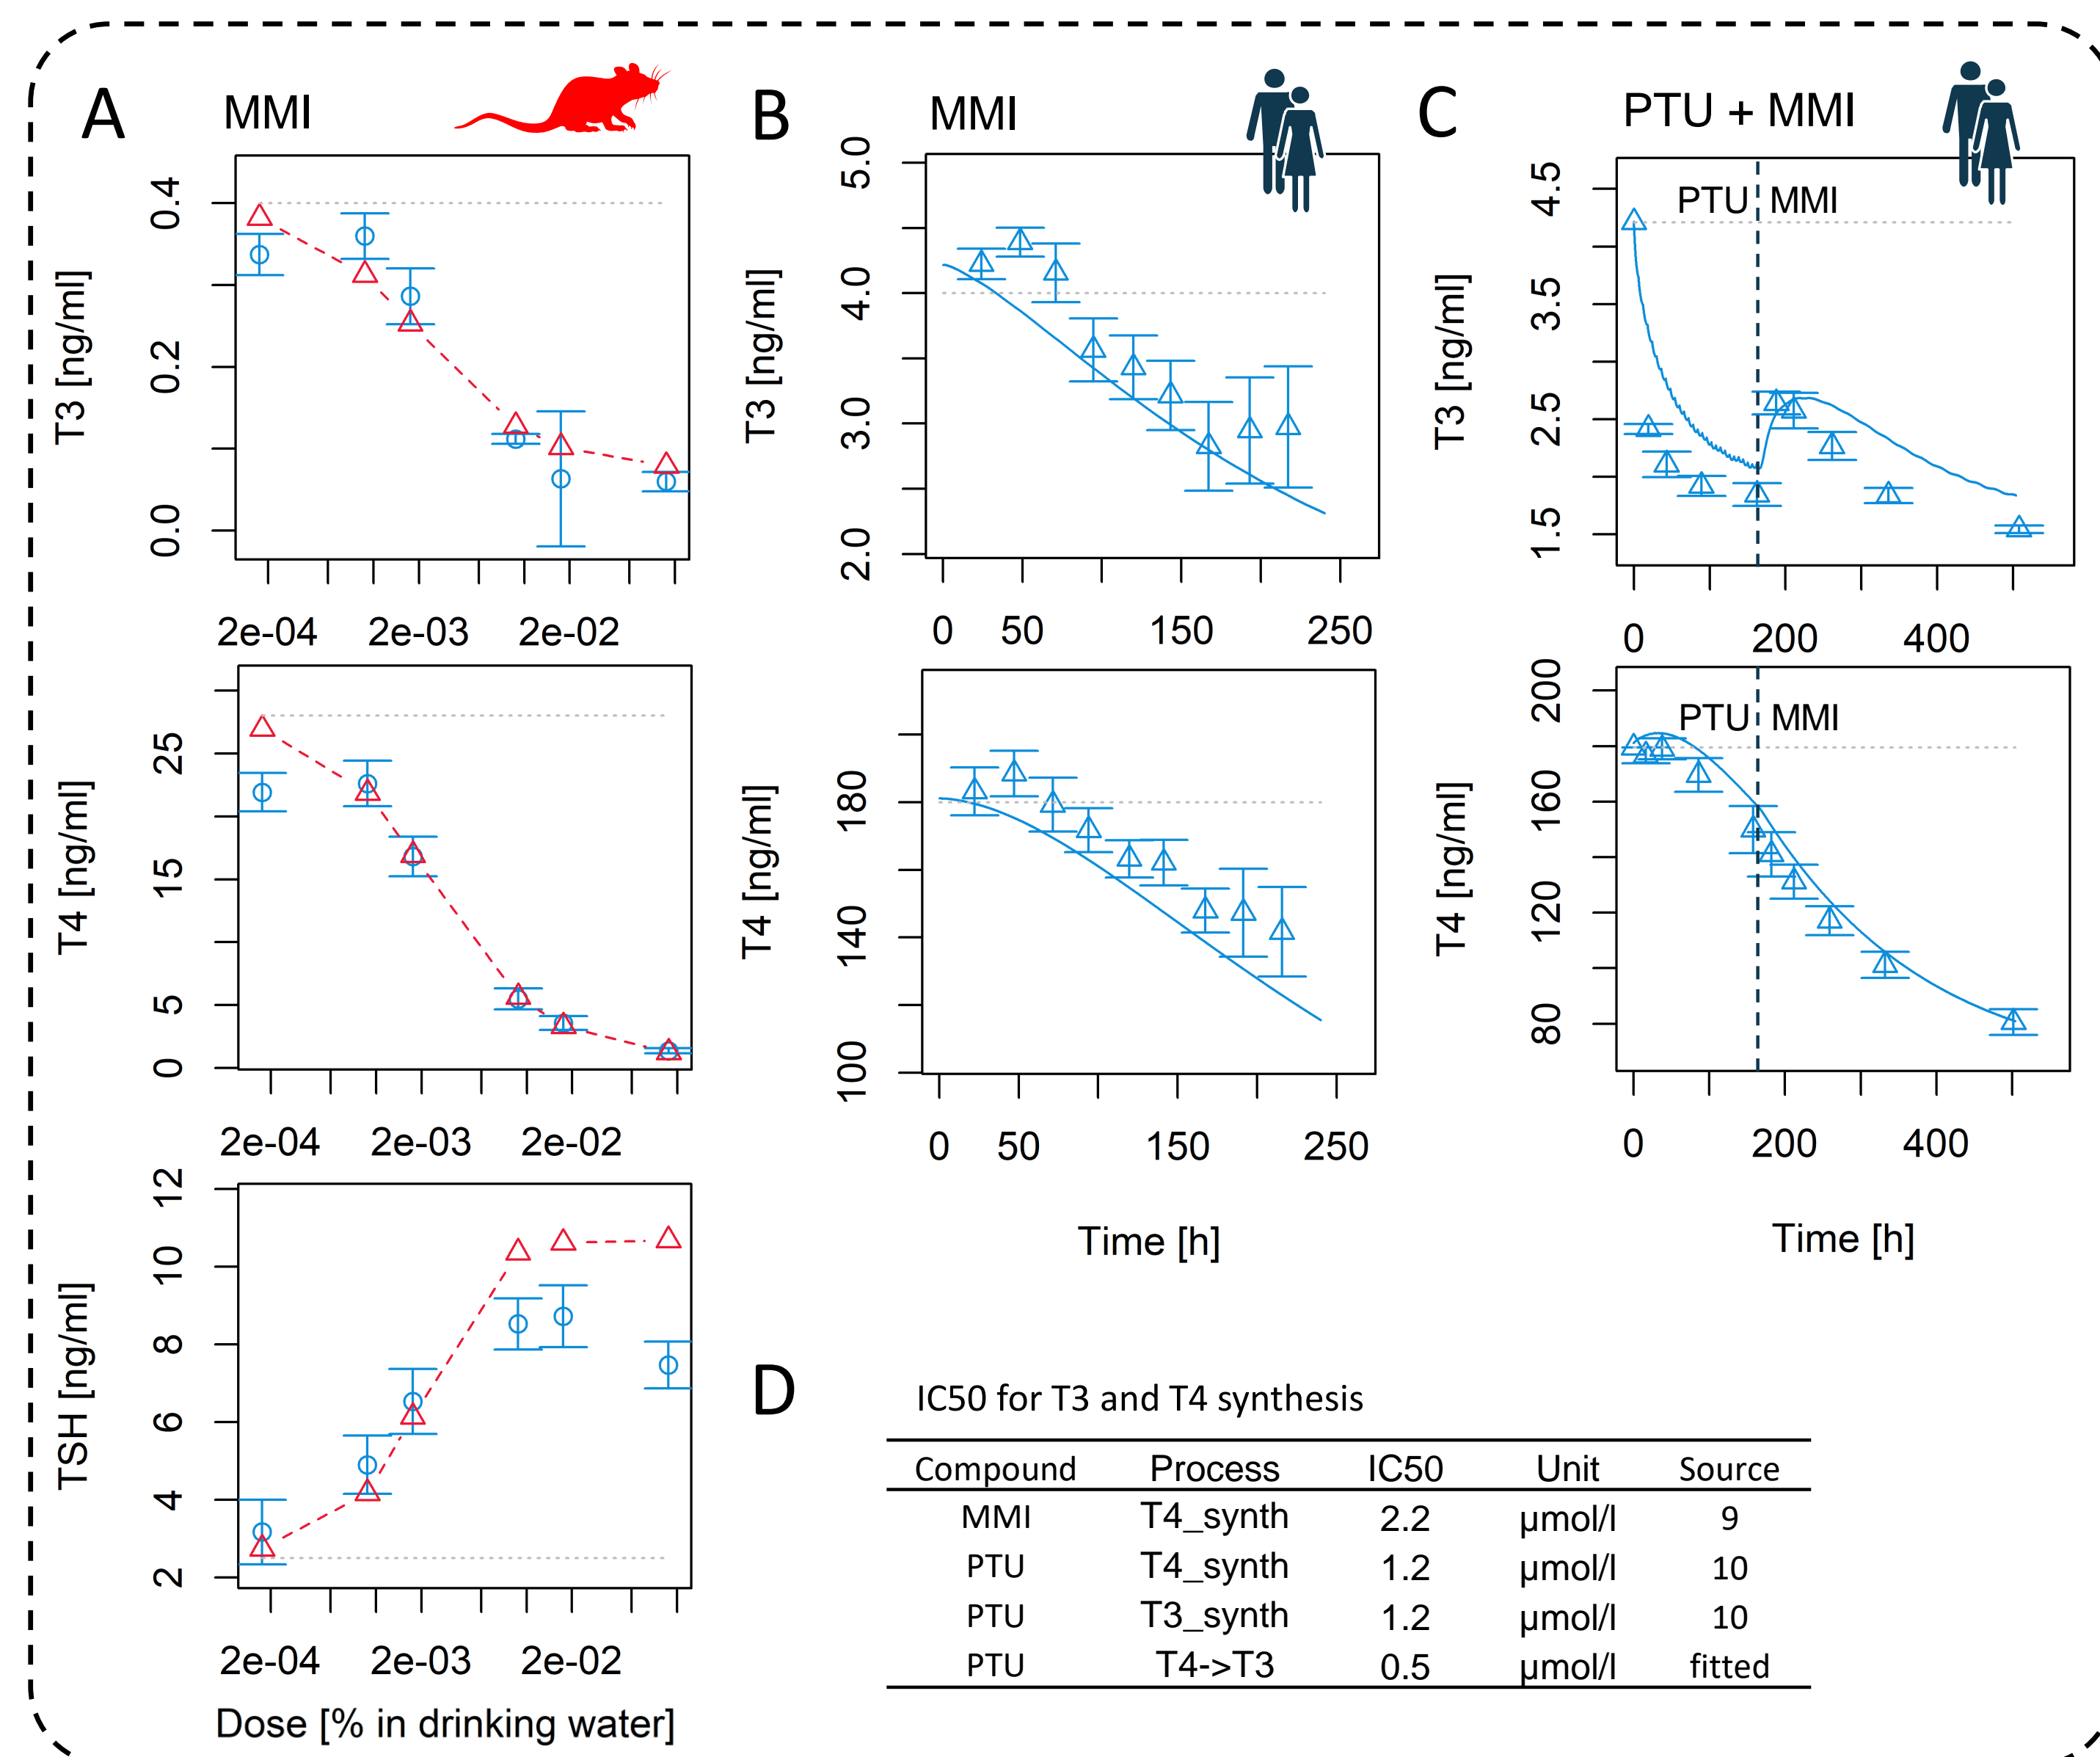 A MMI
T3 [ng/ml]
0.4
0.2
0.0
2e-04 2e-03 2e-02
T4 [ng/ml]
25
15
5
0
2e-04 2e-03 2e-02
TSH [ng/ml]
12
10
8
6
4
2
2e-04 2e-03 2e-02
Dose [% in drinking water]
B MMI
T3 [ng/ml]
5.0
4.0
3.0
2.0
0 50 150 250
T4 [ng/ml]
180
140
100
0 50 150 250
Time [h]
C PTU + MMI
PTU MMI
T3 [ng/ml]
4.5
3.5
2.5
1.5
0 200 400
PTU MMI
T4 [ng/ml]
200
160
120
80
0 200 400
Time [h]
D IC50 for T3 and T4 synthesis
Compound Process IC50 Unit Source
MMI T4_synth 2.2 µmol/l 9
PTU T4_synth 1.2 µmol/l 10
PTU T3_synth 1.2 µmol/l 10
PTU T4->T3 0.5 µmol/l fitted